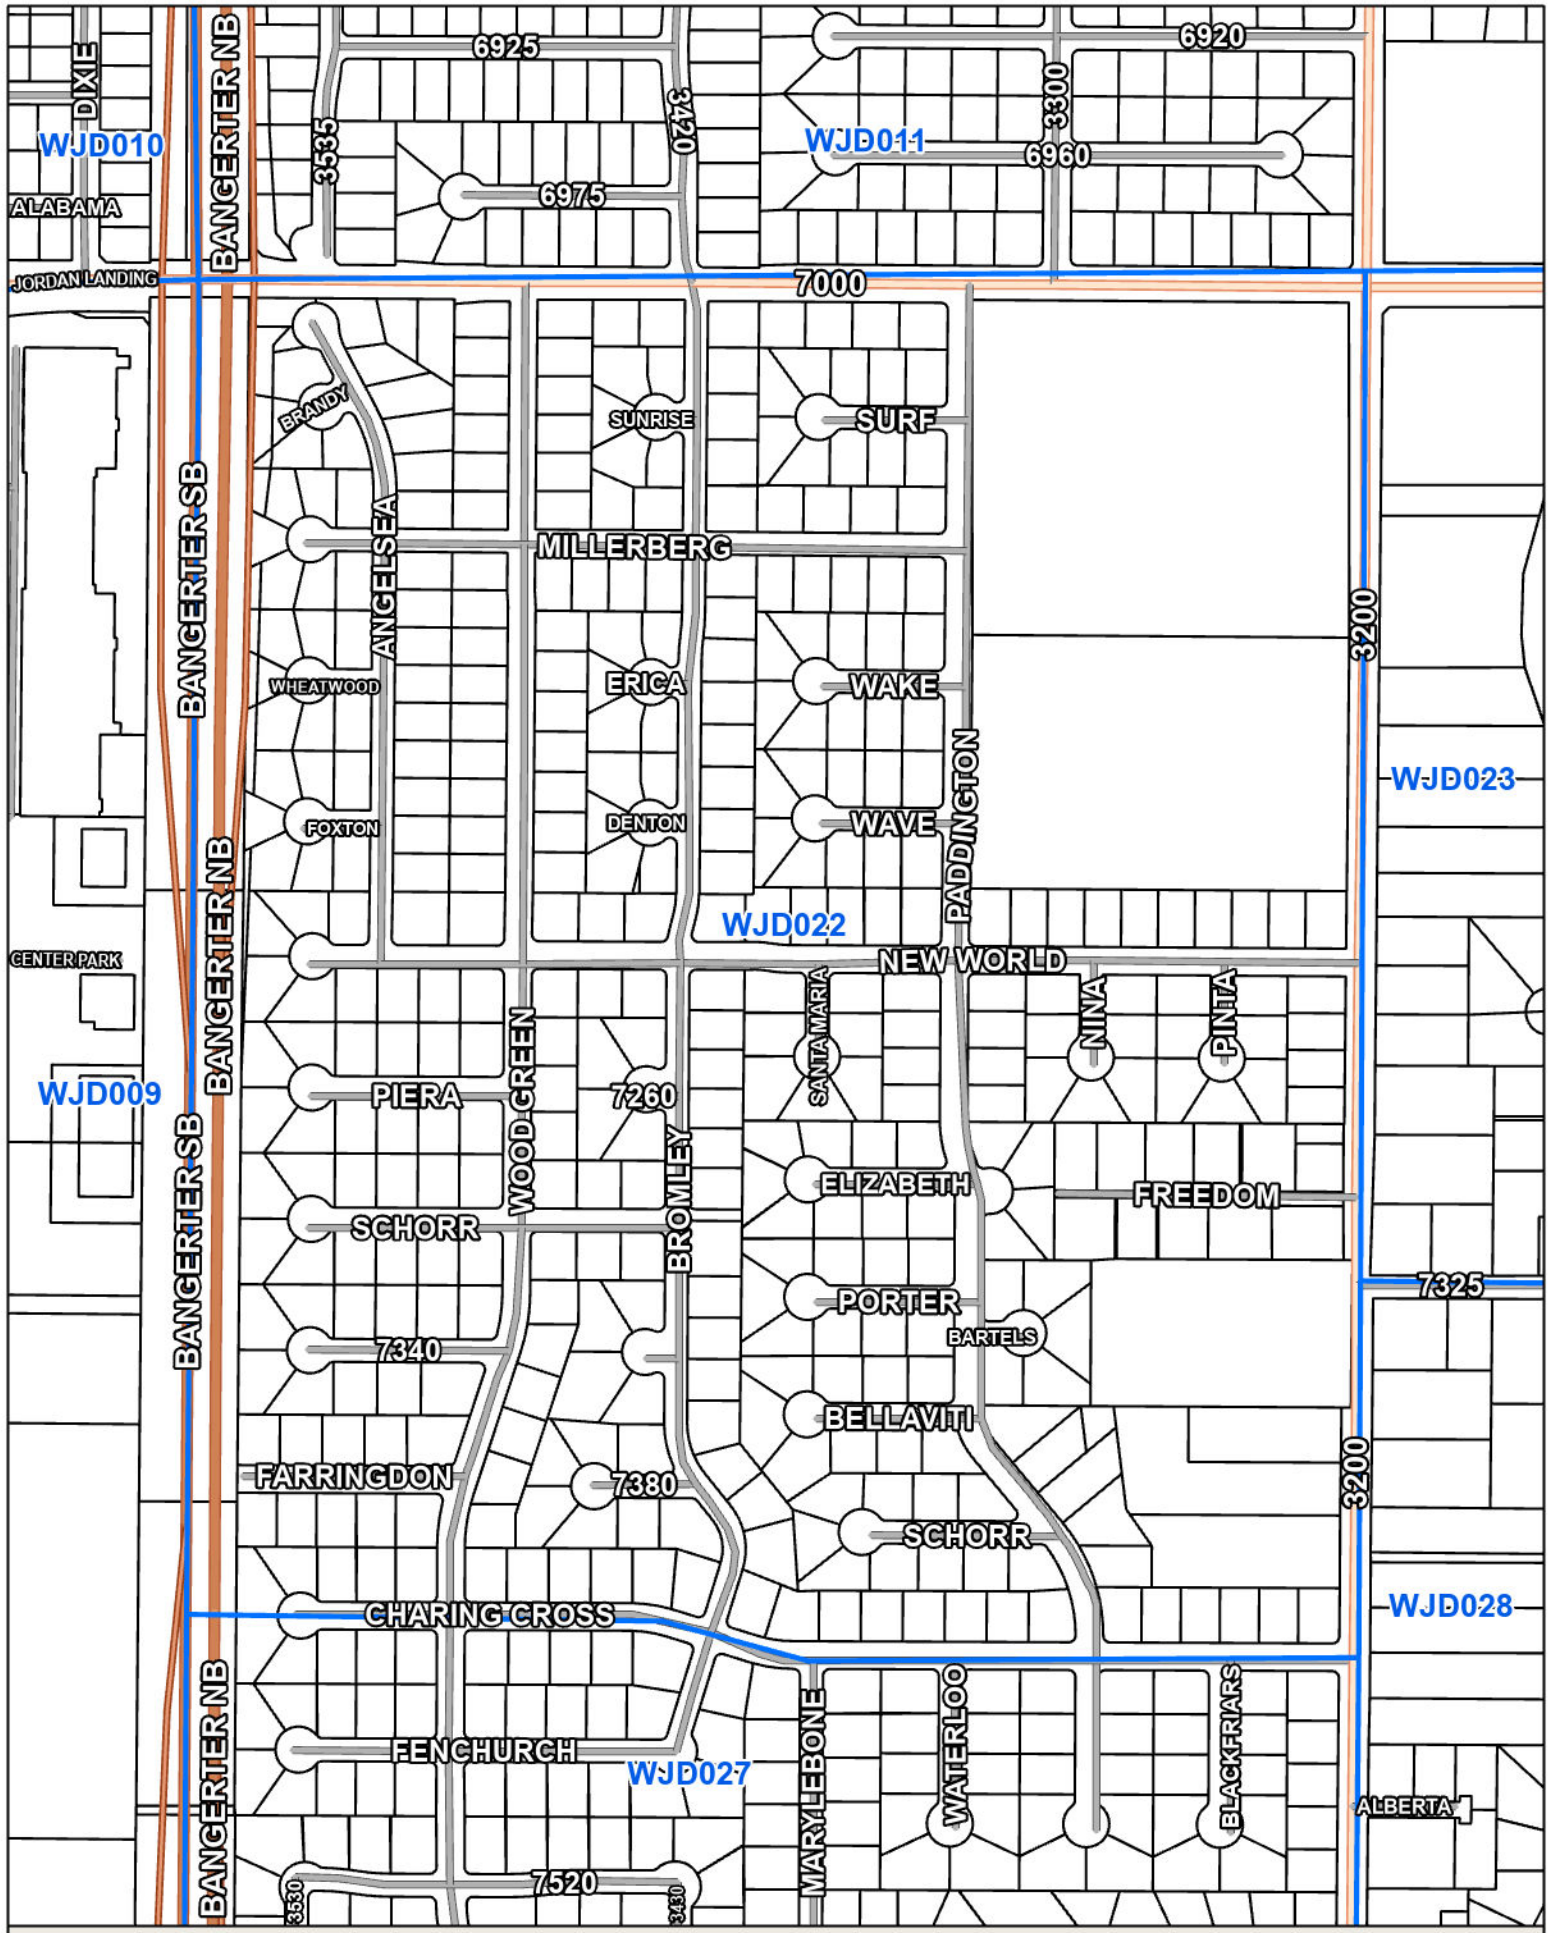 6925
6920
DIXIE
BANGERTER NB
3300
3420
WJD010
3535
WJD011
6960
6975
ALABAMA
JORDAN LANDING
7000
BRANDY
SUNRISE
SURF
BANGERTER SB
ANGELSEA
MILLERBERG
3200
WHEATWOOD
ERICA
WAKE
PADDINGTON
WJD023
FOXTON
DENTON
WAVE
BANGERTER NB
WJD022
CENTER PARK
NEW WORLD
SANTA MARIA
NINA
PINTA
WOOD GREEN
WJD009
PIERA
7260
BANGERTER SB
BROMLEY
ELIZABETH
FREEDOM
SCHORR
7325
PORTER
BARTELS
7340
BELLAVITI
3200
FARRINGDON
7380
SCHORR
CHARING CROSS
WJD028
BANGERTER NB
MARYLEBONE
WATERLOO
BLACKFRIARS
FENCHURCH
WJD027
ALBERTA
7520
3530
3430